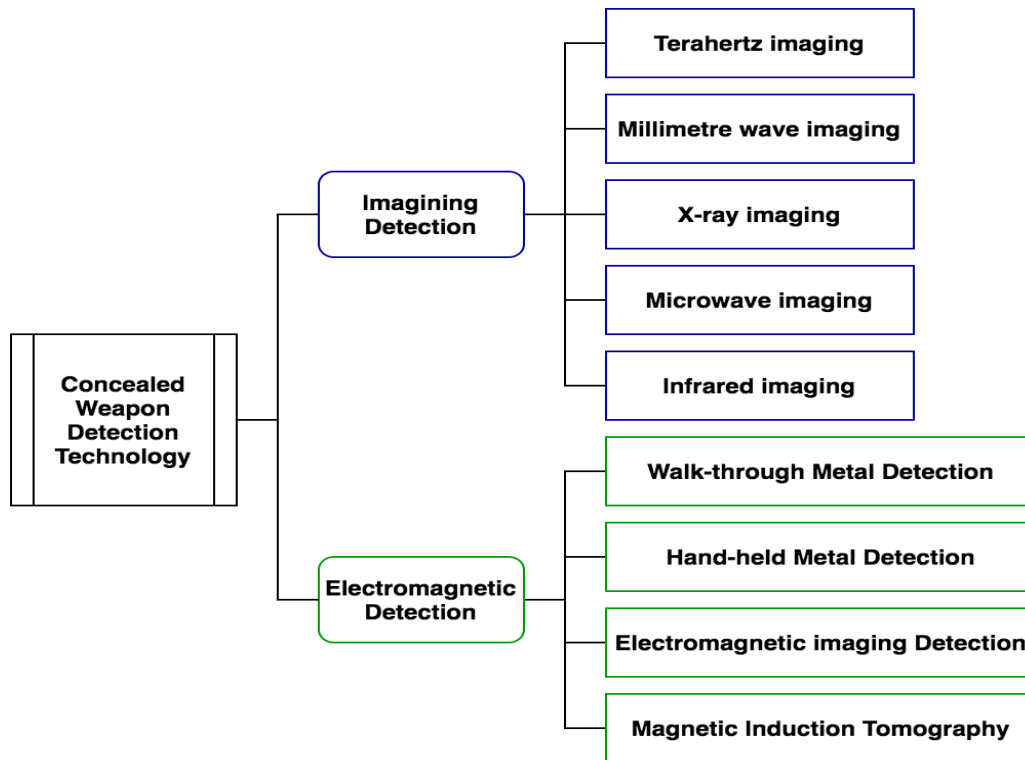 Concealed
Weapon
Detection
Technology
Imagining
Detection
Terahertz imaging
Millimetre wave imaging
X-ray imaging
Microwave imaging
Infrared imaging
Electromagnetic
Detection
Walk-through Metal Detection
Hand-held Metal Detection
Electromagnetic imaging Detection
Magnetic Induction Tomography